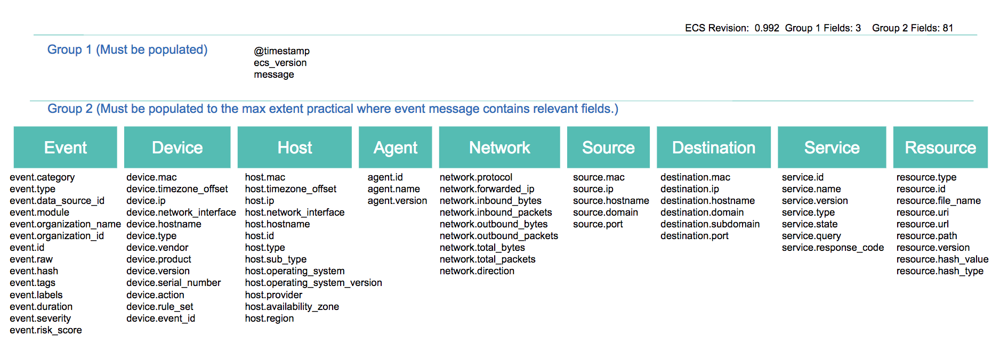 ECS Revision:  0.992  Group 1 Fields: 3    Group 2 Fields: 81
Group 1 (Must be populated)
@timestamp
ecs_version
message
Group 2 (Must be populated to the max extent practical where event message contains relevant fields.)
Event
event.category
event.type
event.data_source_id
event.module
event.organization_name
event.organization_id
event.id
event.raw
event.hash
event.tags
event.labels
event.duration
event.severity
event.risk_score
Device
device.mac
device.timezone_offset
device.ip
device.network_interface
device.hostname
device.type
device.vendor
device.product
device.version
device.serial_number
device.action
device.rule_set
device.event_id
Host
host.mac
host.timezone_offset
host.ip
host.network_interface
host.hostname
host.id
host.type
host.sub_type
host.operating_system
host.operating_system_version
host.provider
host.availability_zone
host.region
Agent
agent.id
agent.name
agent.version
Network
network.protocol
network.forwarded_ip
network.inbound_bytes
network.inbound_packets
network.outbound_bytes
network.outbound_packets
network.total_bytes
network.total_packets
network.direction
Source
source.mac
source.ip
source.hostname
source.domain
source.port
Destination
destination.mac
destination.ip
destination.hostname
destination.domain
destination.subdomain
destination.port
Service
service.id
service.name
service.version
service.type
service.state
service.query
service.response_code
Resource
resource.type
resource.id
resource.file_name
resource.uri
resource.url
resource.path
resource.version
resource.hash_value
resource.hash_type